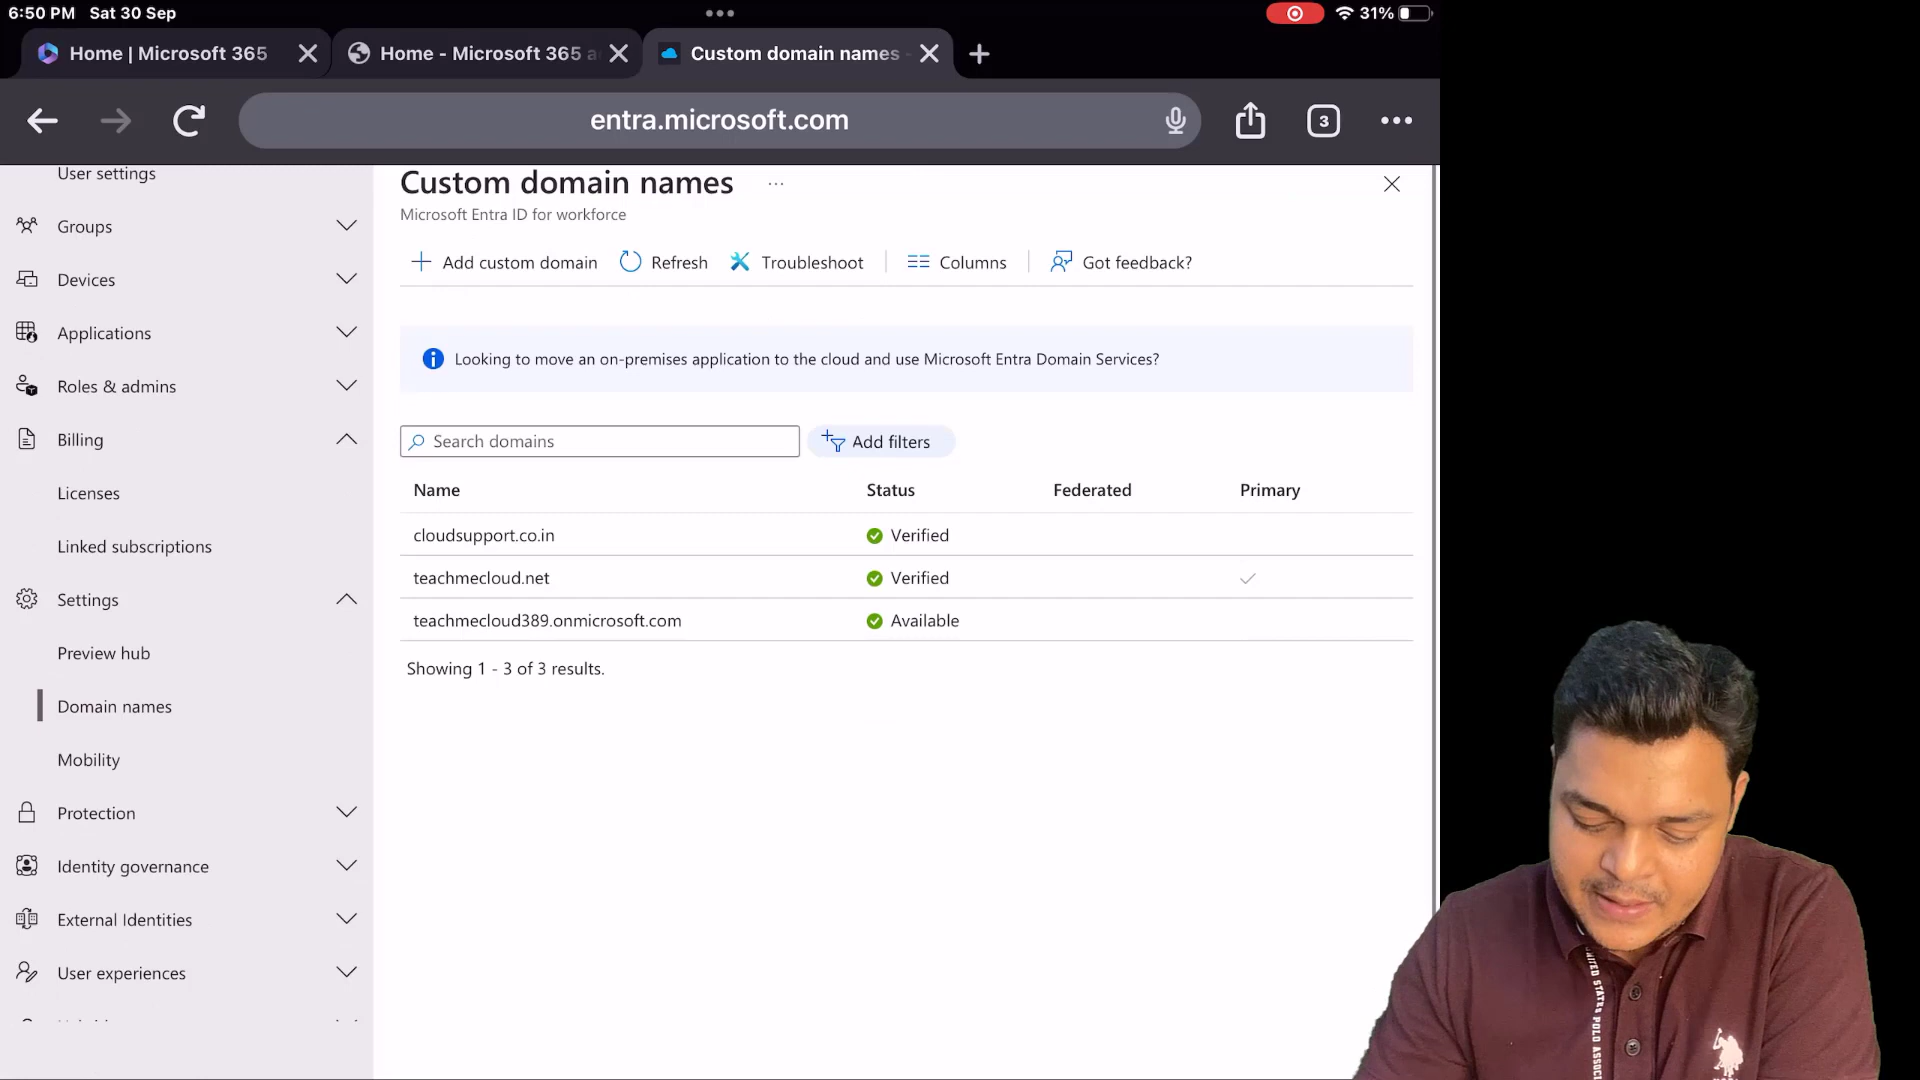 6:50 PM Sat 30 Sep
31%
Home | Microsoft 365
Home - Microsoft 365 a
Custom domain names -
entra.microsoft.com
3
User settings
Groups
Devices
Applications
Roles & admins
Billing
Licenses
Linked subscriptions
Settings
Preview hub
Domain names
Mobility
Protection
Identity governance
External Identities
User experiences
Custom domain names ...
Microsoft Entra ID for workforce
Add custom domain Refresh Troubleshoot Columns Got feedback?
Looking to move an on-premises application to the cloud and use Microsoft Entra Domain Services?
Search domains Add filters
Name Status Federated Primary
cloudsupport.co.in Verified
teachmecloud.net Verified
teachmecloud389.onmicrosoft.com Available
Showing 1 - 3 of 3 results.